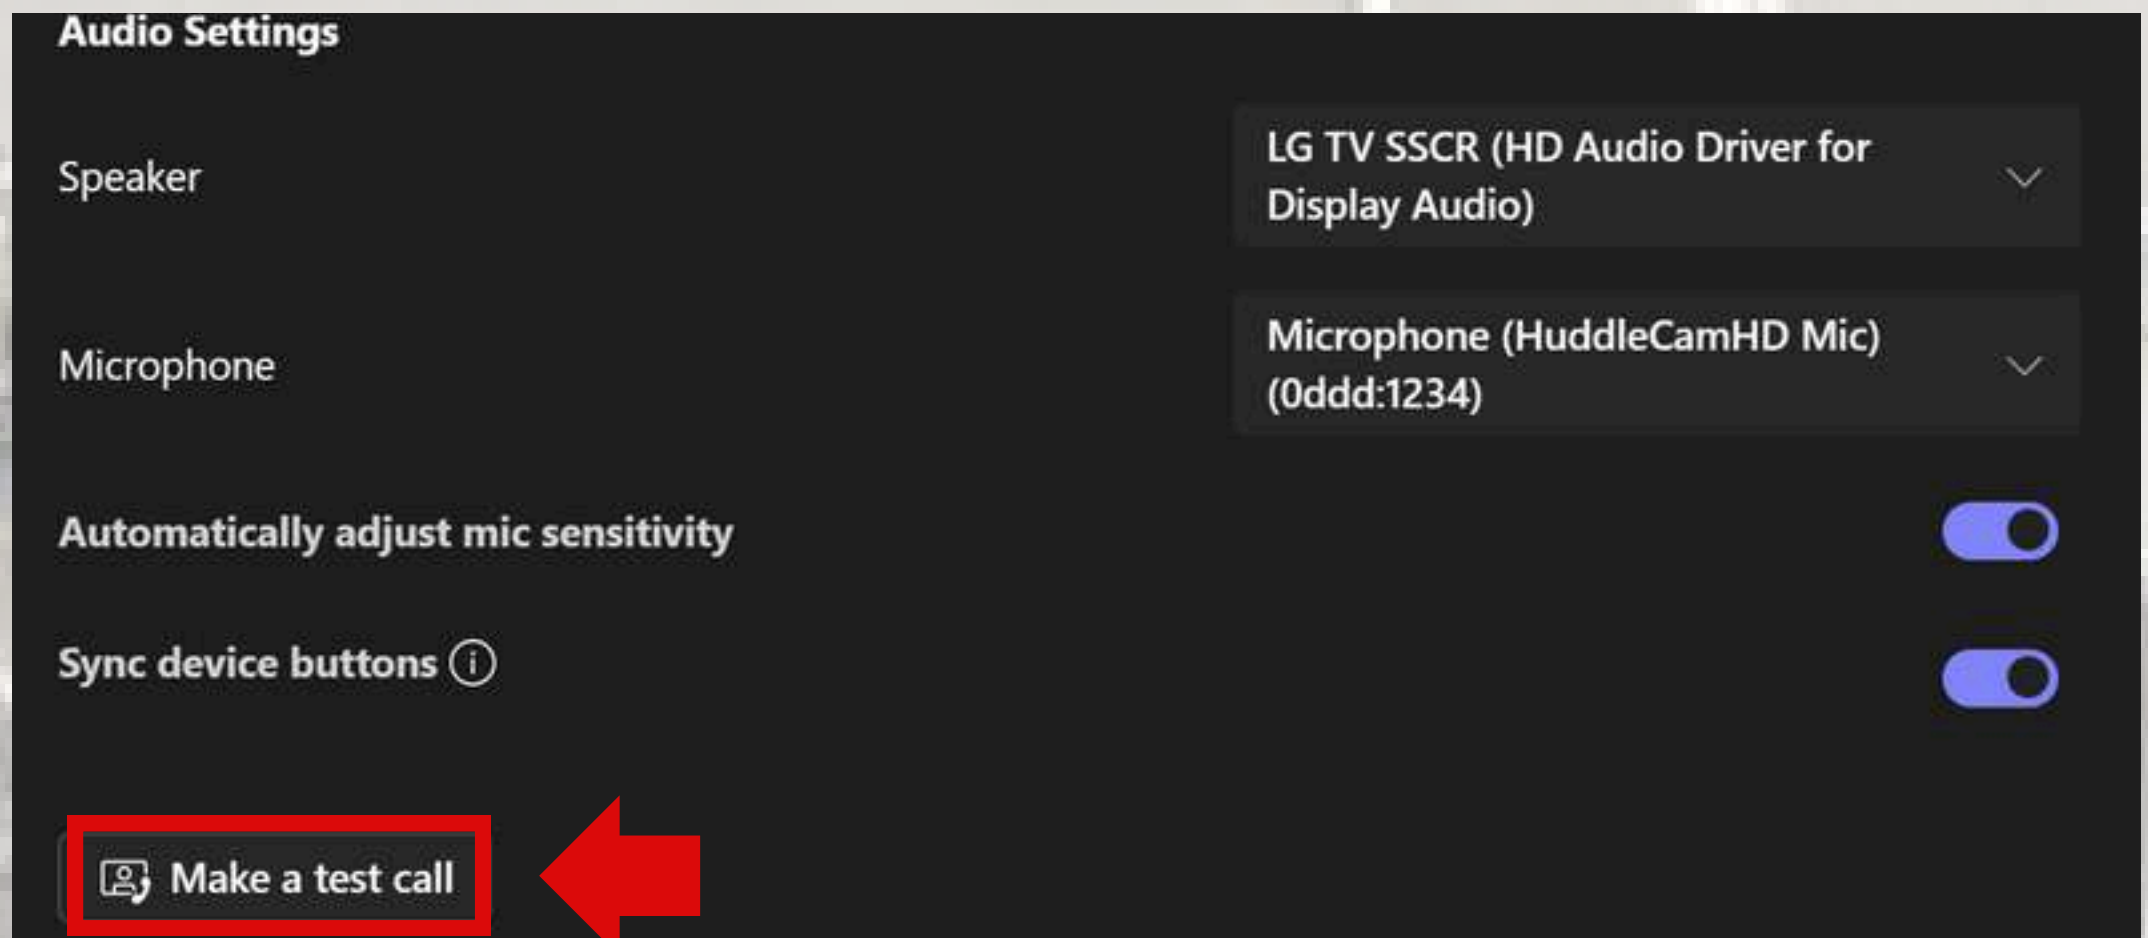 Audio Settings
Speaker
LG TV SSCR (HD Audio Driver for
Display Audio)
Microphone
Microphone (HuddleCamHD Mic)
(0ddd:1234)
Automatically adjust mic sensitivity
Sync device buttons
Make a test call